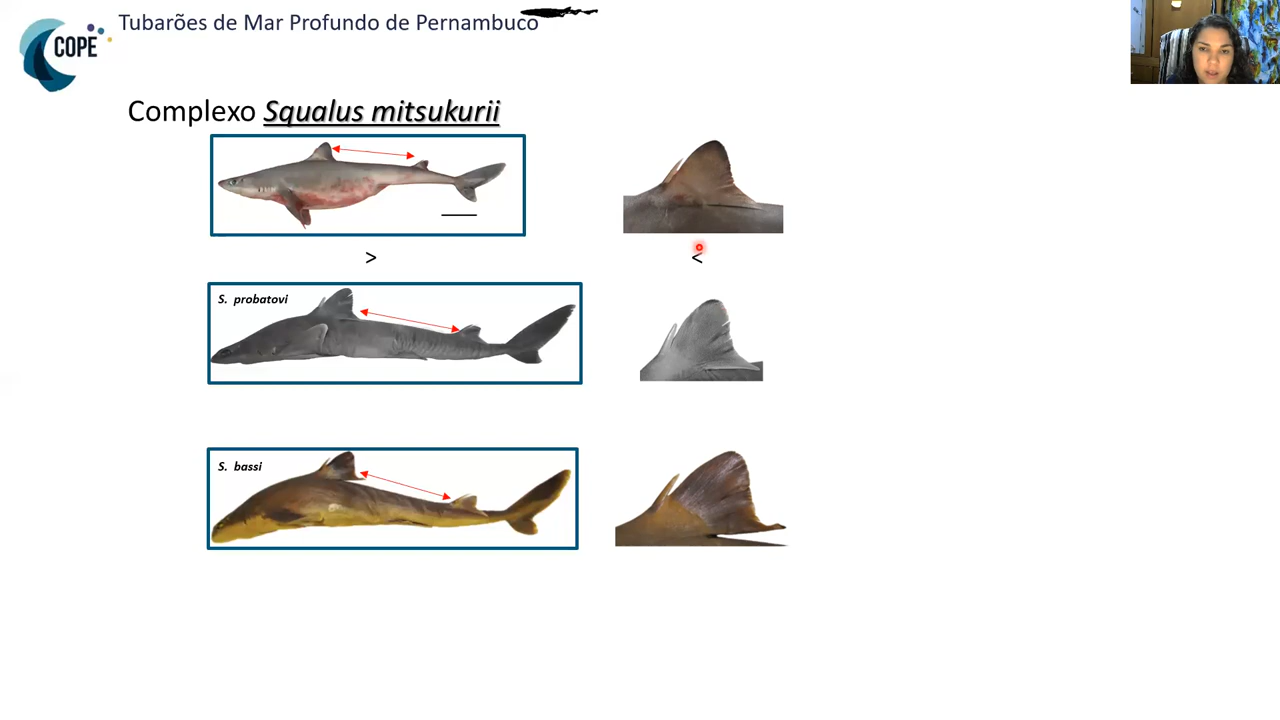 Tubarões de Mar Profundo de Pernambuco
COPE
Complexo Squalus mitsukurii
>
<
S. probatovi
S. bassi